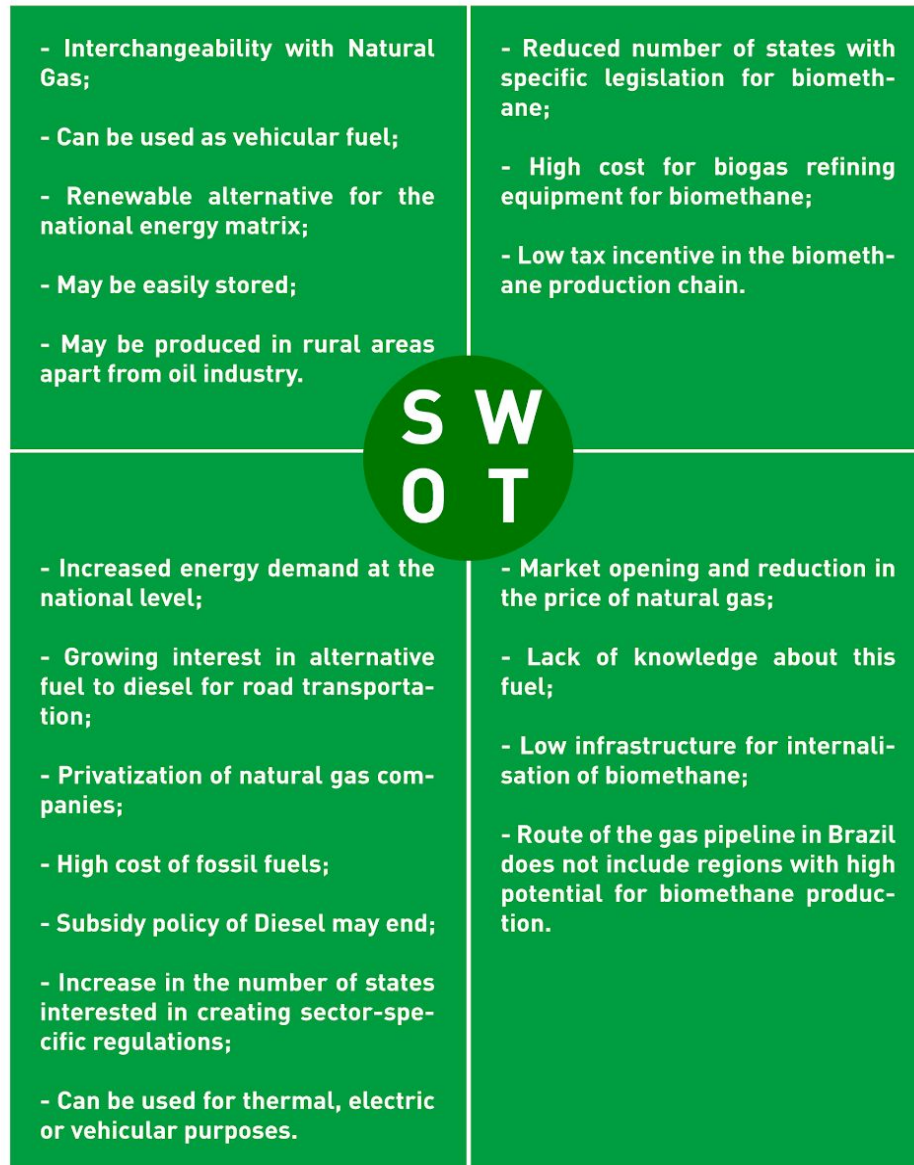 - Interchangeability with Natural
Gas;
- Can be used as vehicular fuel;
- Renewable alternative for the
national energy matrix;
- May be easily stored;
- May be produced in rural areas
apart from oil industry.
- Reduced number of states with
specific legislation for biometh-
ane;
- High cost for biogas refining
equipment for biomethane;
- Low tax incentive in the biometh-
ane production chain.
S W
O T
- Increased energy demand at the
national level;
- Growing interest in alternative
fuel to diesel for road transporta-
tion;
- Privatization of natural gas com-
panies;
- High cost of fossil fuels;
- Subsidy policy of Diesel may end;
- Increase in the number of states
interested in creating sector-spe-
cific regulations;
- Can be used for thermal, electric
or vehicular purposes.
- Market opening and reduction in
the price of natural gas;
- Lack of knowledge about this
fuel;
- Low infrastructure for internali-
sation of biomethane;
- Route of the gas pipeline in Brazil
does not include regions with high
potential for biomethane produc-
tion.